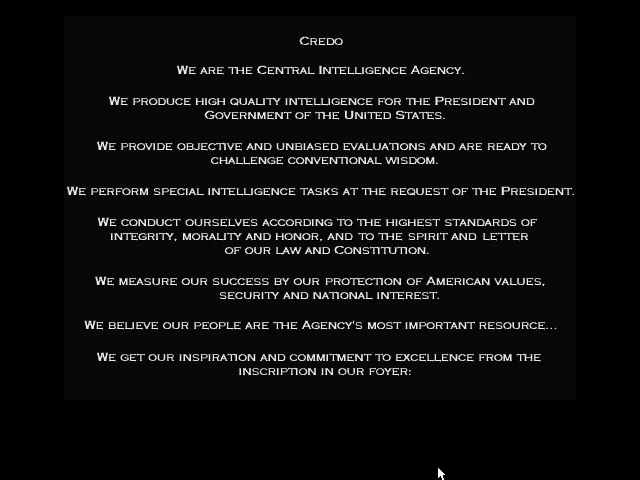 Credo
We are the Central Intelligence Agency.
We produce high quality intelligence for the President and
Government of the United States.
We provide objective and unbiased evaluations and are ready to
challenge conventional wisdom.
We perform special intelligence tasks at the request of the President.
We conduct ourselves according to the highest standards of
integrity, morality and honor, and to the spirit and letter
of our law and Constitution.
We measure our success by our protection of American values,
security and national interest.
We believe our people are the Agency's most important resource...
We get our inspiration and commitment to excellence from the
inscription in our foyer: